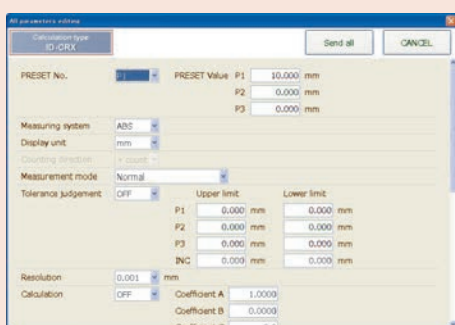 All parameters editing
Calculation type
ID-CRX
Send all
CANCEL
PRESET No. P1 PRESET Value P1 10.000 mm
P2 0.000 mm
P3 0.000 mm
Measuring system ABS
Display unit mm
Counting direction + count
Measurement mode Normal
Tolerance judgement OFF Upper limit Lower limit
P1 0.000 mm 0.000 mm
P2 0.000 mm 0.000 mm
P3 0.000 mm 0.000 mm
INC 0.000 mm 0.000 mm
Resolution 0.001 mm
Calculation OFF Coefficient A 1.0000
Coefficient B 0.0000